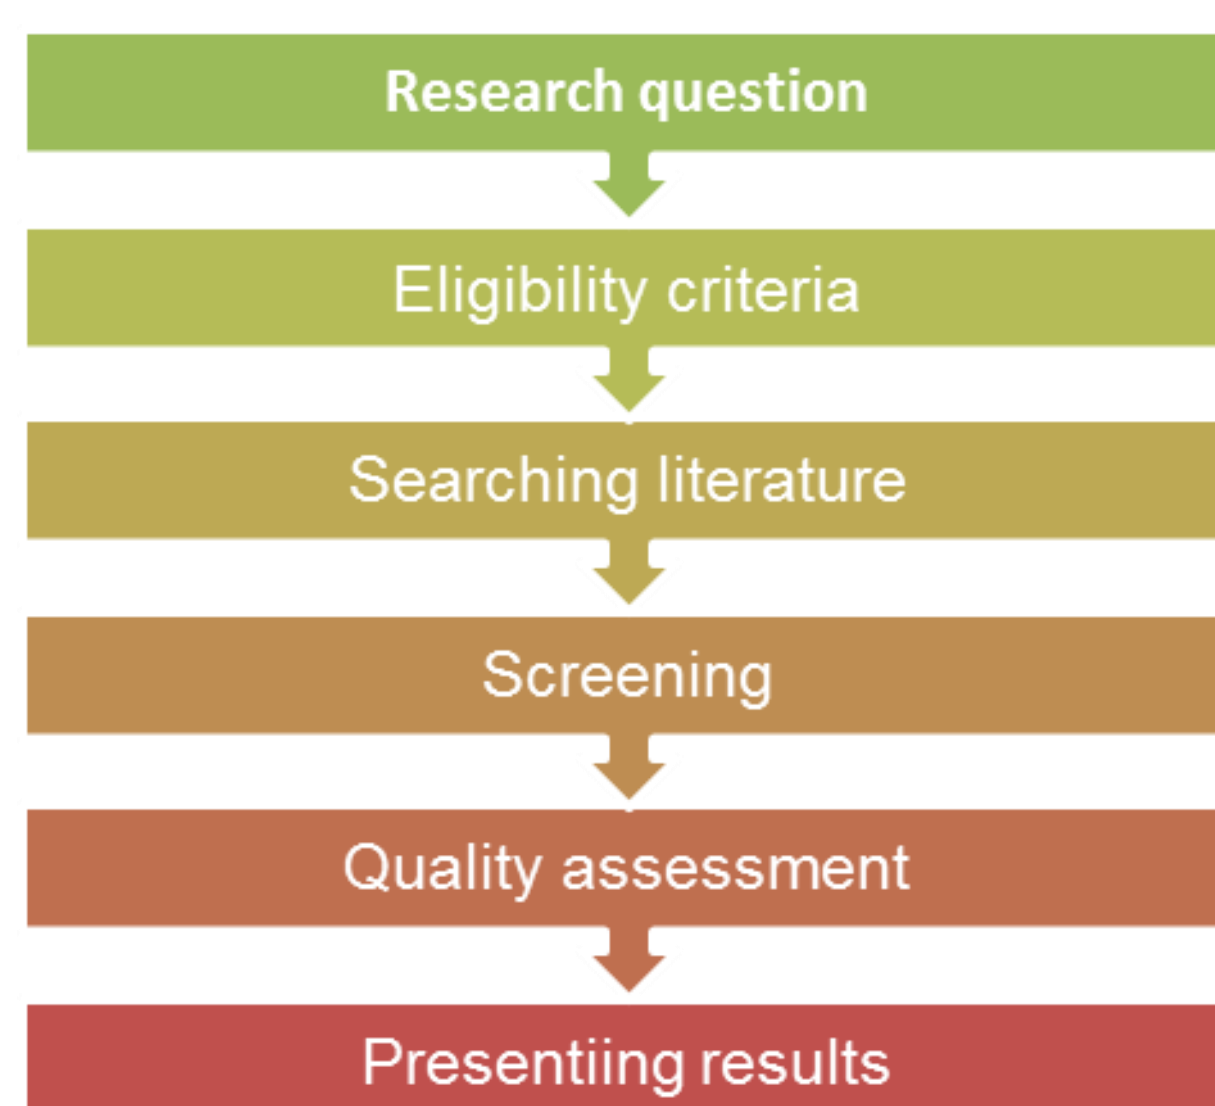 Research question
Eligibility criteria
Searching literature
Screening
Quality assessment
Presentiing results